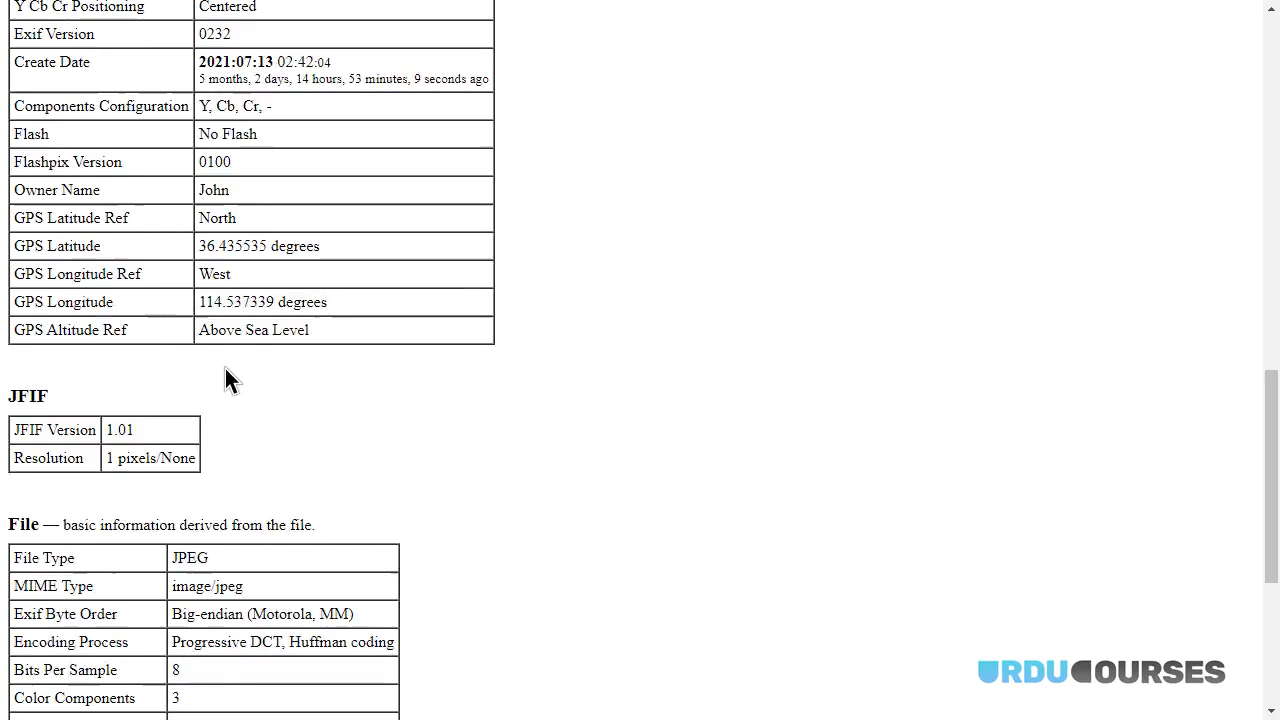 Y Cb Cr Positioning Centered
Exif Version 0232
Create Date 2021:07:13 02:42:04
5 months, 2 days, 14 hours, 53 minutes, 9 seconds ago
Components Configuration Y, Cb, Cr, -
Flash No Flash
Flashpix Version 0100
Owner Name John
GPS Latitude Ref North
GPS Latitude 36.435535 degrees
GPS Longitude Ref West
GPS Longitude 114.537339 degrees
GPS Altitude Ref Above Sea Level
JFIF
JFIF Version 1.01
Resolution 1 pixels/None
File — basic information derived from the file.
File Type JPEG
MIME Type image/jpeg
Exif Byte Order Big-endian (Motorola, MM)
Encoding Process Progressive DCT, Huffman coding
Bits Per Sample 8
Color Components 3
URDU COURSES